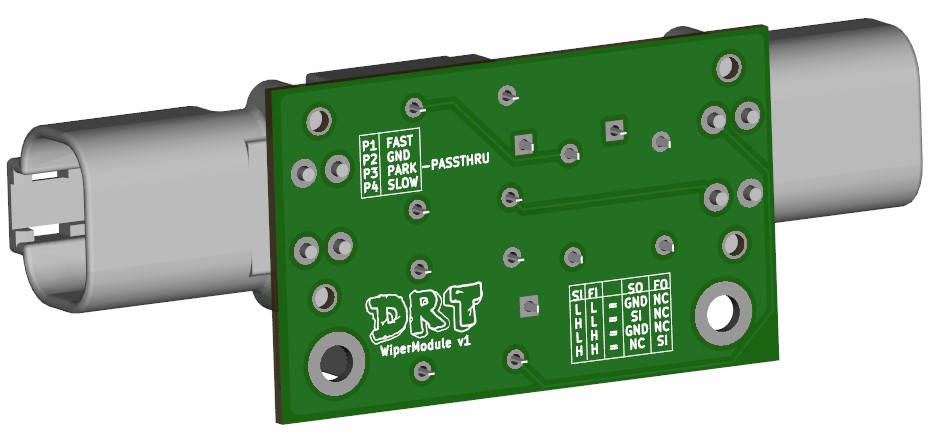 P1 FAST
P2 GND
P3 PARK
P4 SLOW
PASSTHRU
DRT
WiperModule v1
SI FI = SO FO
L L = GND NC
H L = SI NC
L H = GND NC
H H = NC SI